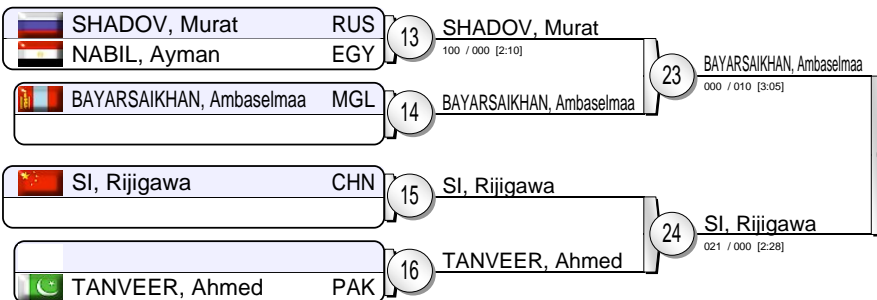 SHADOV, Murat RUS
NABIL, Ayman EGY
13
SHADOV, Murat
100 / 000 [2:10]
BAYARSAIKHAN, Ambaselmaa MGL
14
BAYARSAIKHAN, Ambaselmaa
23
BAYARSAIKHAN, Ambaselmaa
000 / 010 [3:05]
SI, Rijigawa CHN
15
SI, Rijigawa
TANVEER, Ahmed PAK
16
TANVEER, Ahmed
24
SI, Rijigawa
021 / 000 [2:28]